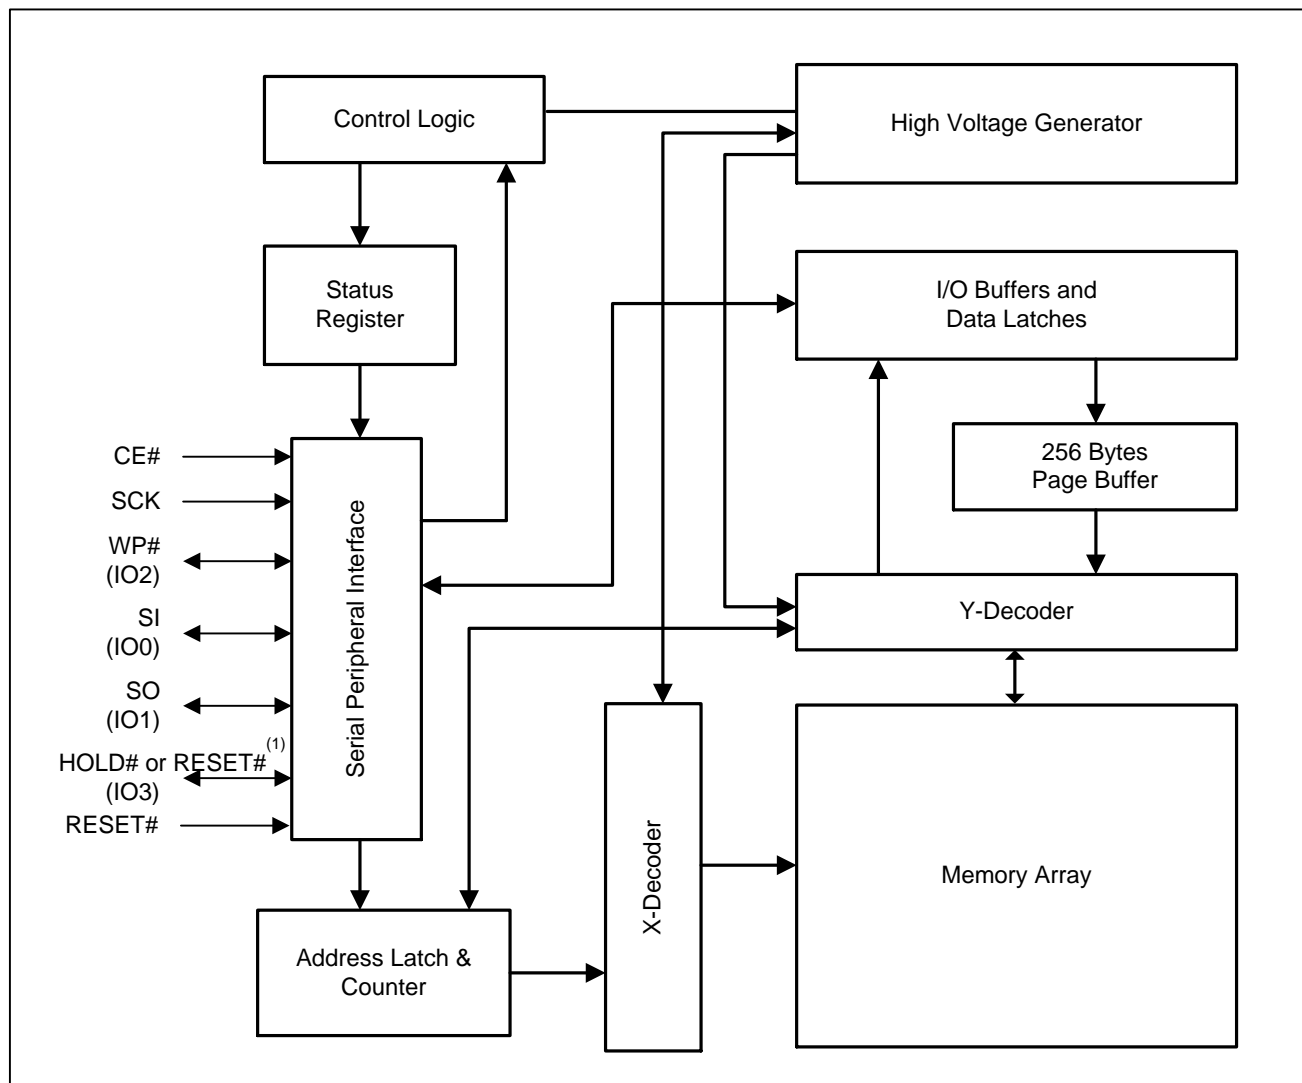 Control Logic
High Voltage Generator
Status
Register
I/O Buffers and
Data Latches
256 Bytes
Page Buffer
CE#
SCK
WP#
(IO2)
SI
(IO0)
SO
(IO1)
HOLD# or RESET#(1)
(IO3)
RESET#
Serial Peripheral Interface
Y-Decoder
X-Decoder
Memory Array
Address Latch &
Counter